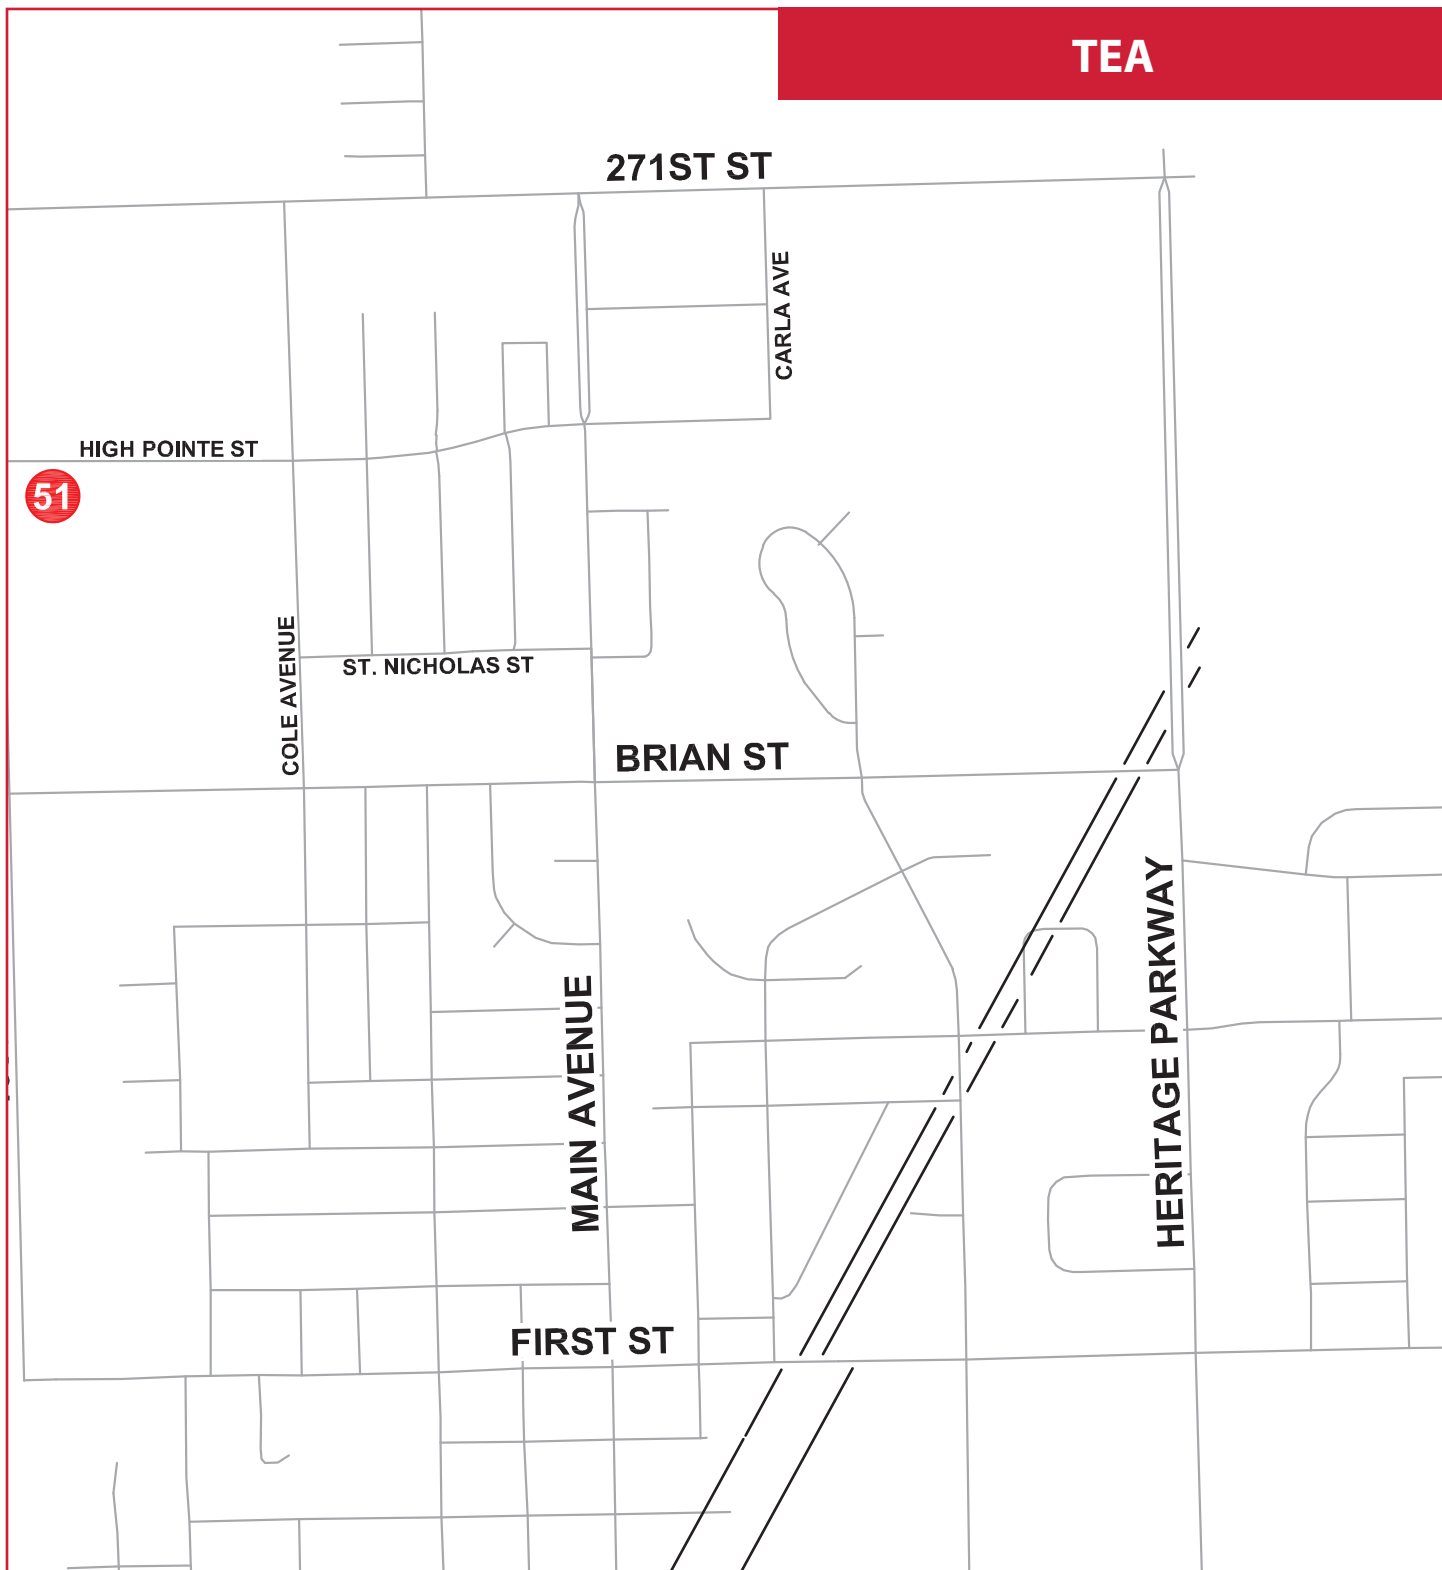 TEA
271ST ST
CARLA AVE
HIGH POINTE ST
51
COLE AVENUE
ST. NICHOLAS ST
BRIAN ST
MAIN AVENUE
HERITAGE PARKWAY
FIRST ST